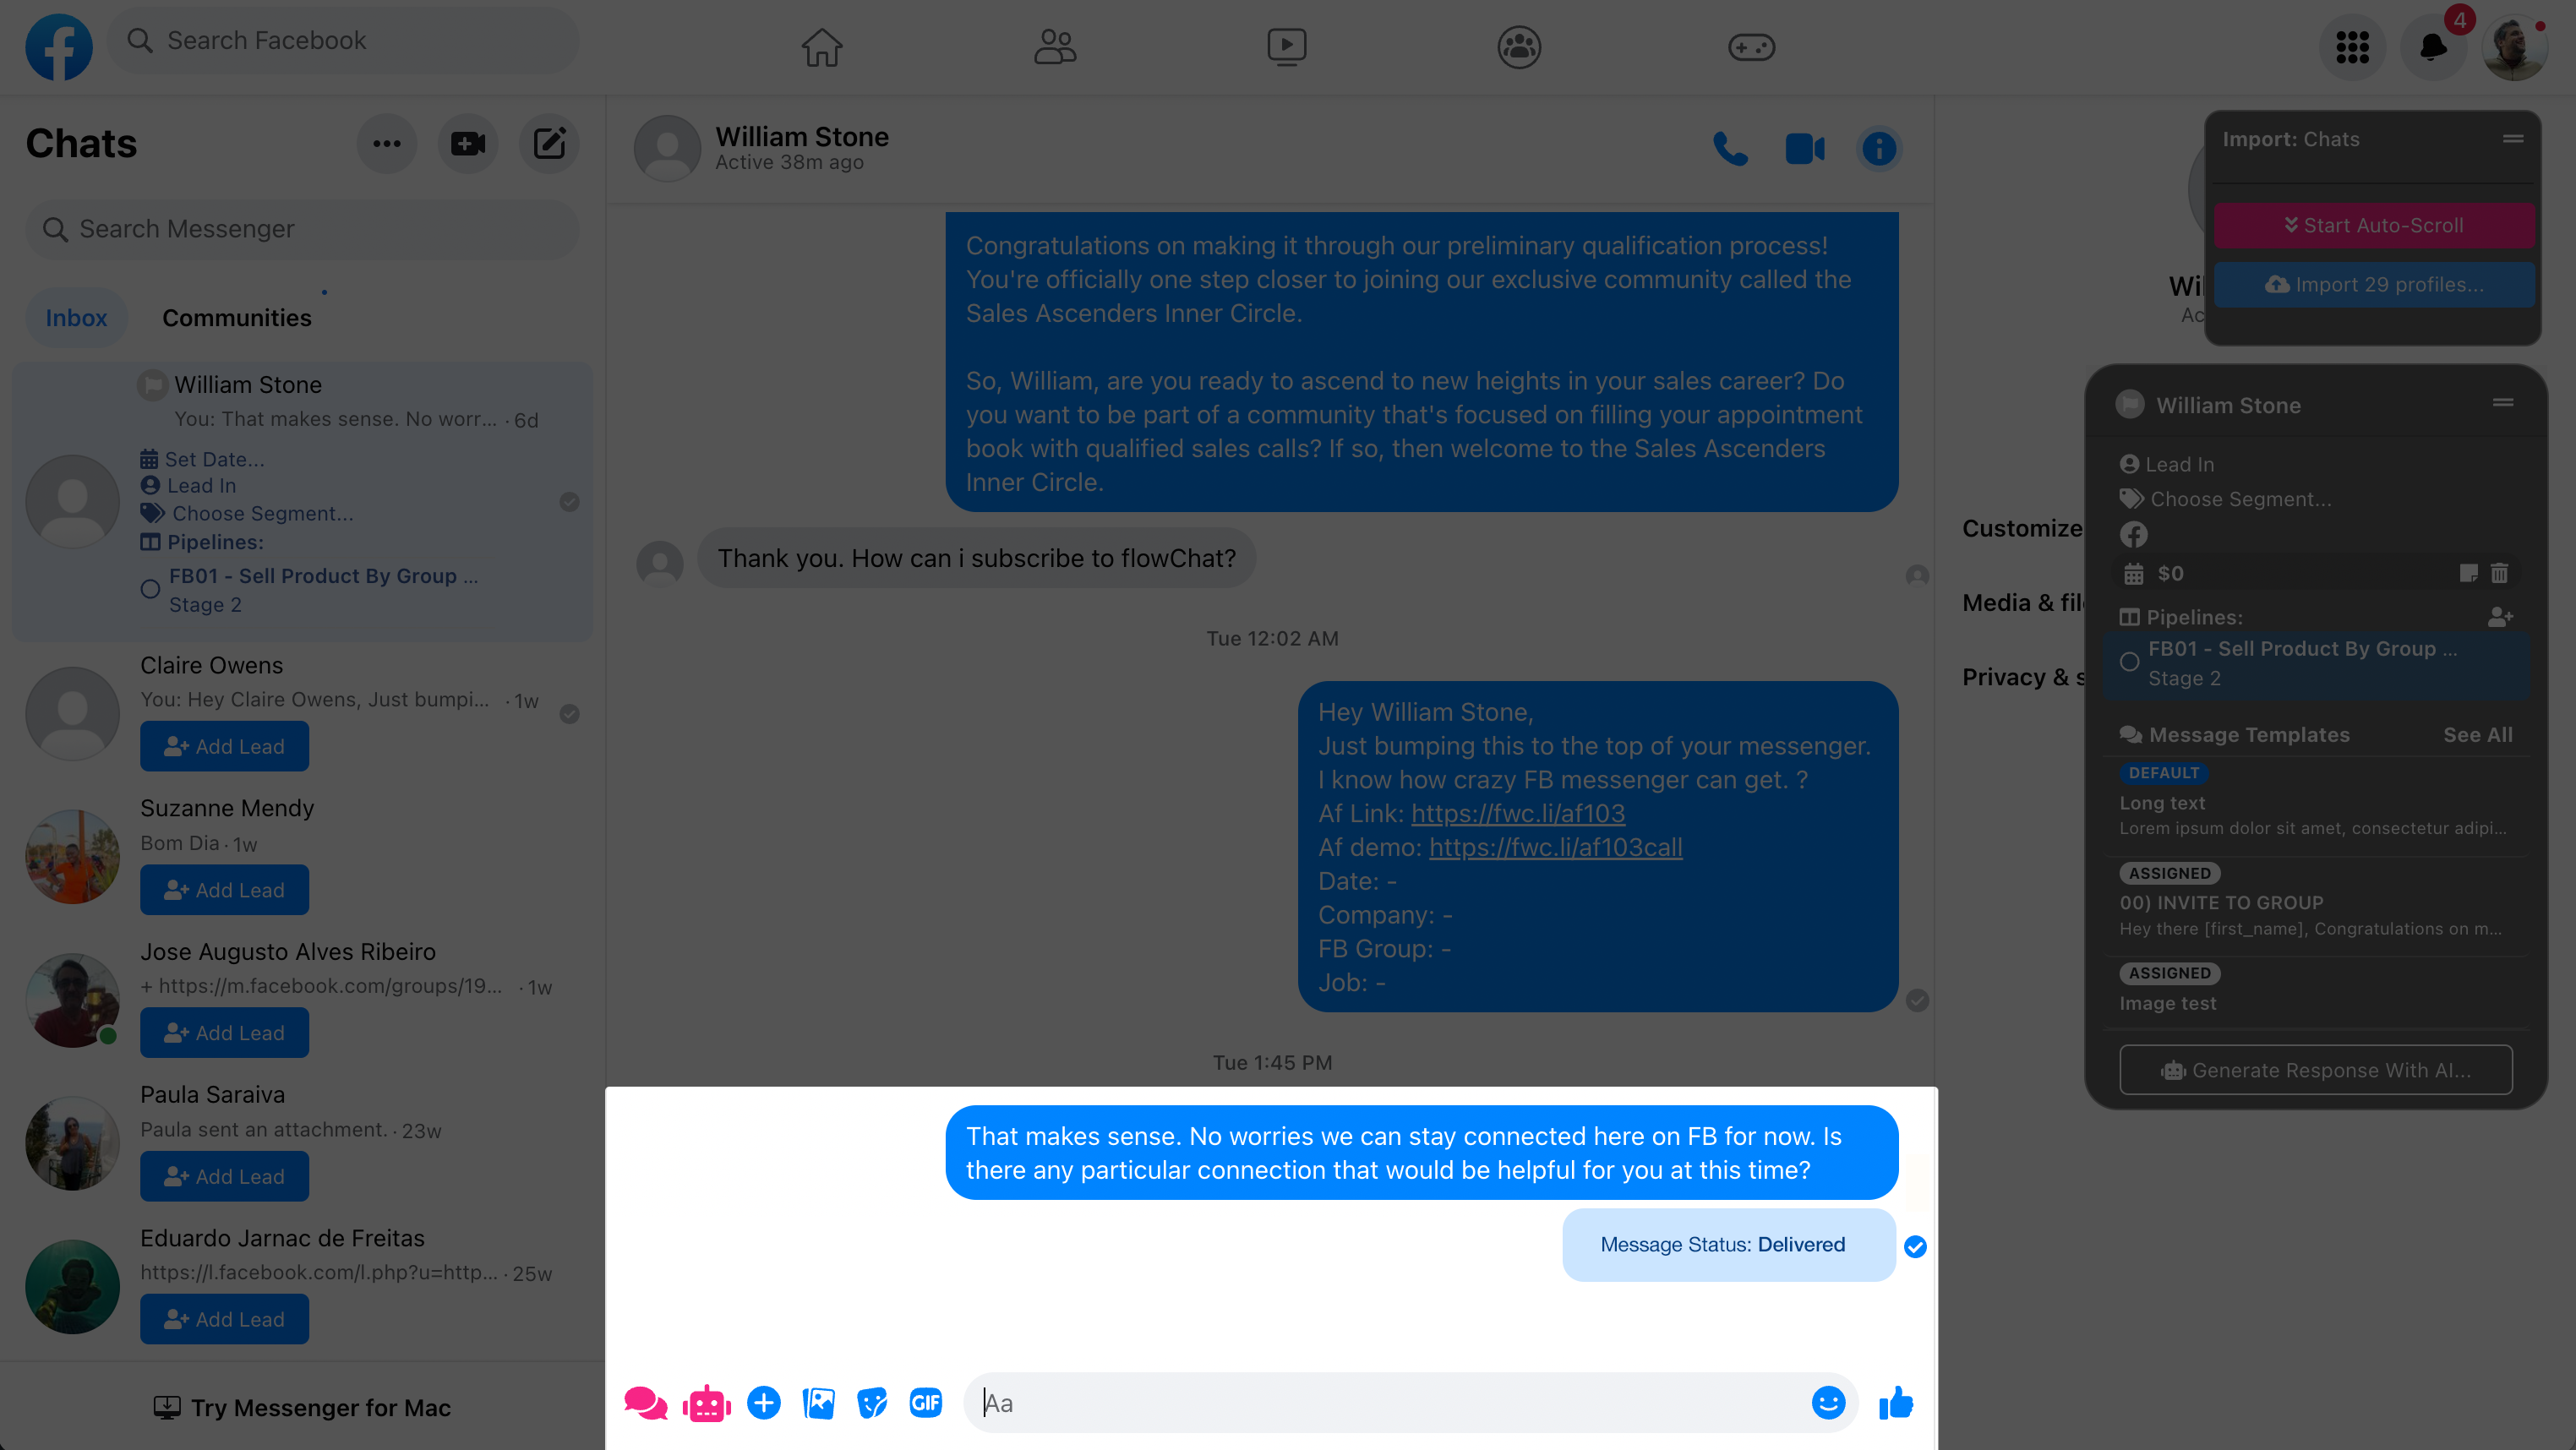 Search Facebook
4
Chats
Search Messenger
Inbox
Communities
William Stone
You: That makes sense. No worr... · 6d
Set Date...
Lead In
Choose Segment...
Pipelines:
FB01 - Sell Product By Group ...
Stage 2
Claire Owens
You: Hey Claire Owens, Just bumpi... · 1w
Add Lead
Suzanne Mendy
Bom Dia · 1w
Add Lead
Jose Augusto Alves Ribeiro
+ https://m.facebook.com/groups/19... · 1w
Add Lead
Paula Saraiva
Paula sent an attachment. · 23w
Add Lead
Eduardo Jarnac de Freitas
https://l.facebook.com/l.php?u=http... · 25w
Add Lead
Try Messenger for Mac
William Stone
Active 38m ago
Congratulations on making it through our preliminary qualification process!
You're officially one step closer to joining our exclusive community called the
Sales Ascenders Inner Circle.
So, William, are you ready to ascend to new heights in your sales career? Do
you want to be part of a community that's focused on filling your appointment
book with qualified sales calls? If so, then welcome to the Sales Ascenders
Inner Circle.
Thank you. How can i subscribe to flowChat?
Tue 12:02 AM
Hey William Stone,
Just bumping this to the top of your messenger.
I know how crazy FB messenger can get. ?
Af Link: https://fwc.li/af103
Af demo: https://fwc.li/af103call
Date: -
Company: -
FB Group: -
Job: -
Tue 1:45 PM
That makes sense. No worries we can stay connected here on FB for now. Is
there any particular connection that would be helpful for you at this time?
Message Status: Delivered
GIF
Aa
Wil
Ac
Customize
Media & fil
Privacy & s
Import: Chats
Start Auto-Scroll
Import 29 profiles...
William Stone
Lead In
Choose Segment...
$0
Pipelines:
FB01 - Sell Product By Group ...
Stage 2
Message Templates See All
DEFAULT
Long text
Lorem ipsum dolor sit amet, consectetur adipi...
ASSIGNED
00) INVITE TO GROUP
Hey there [first_name], Congratulations on m...
ASSIGNED
Image test
Generate Response With AI...